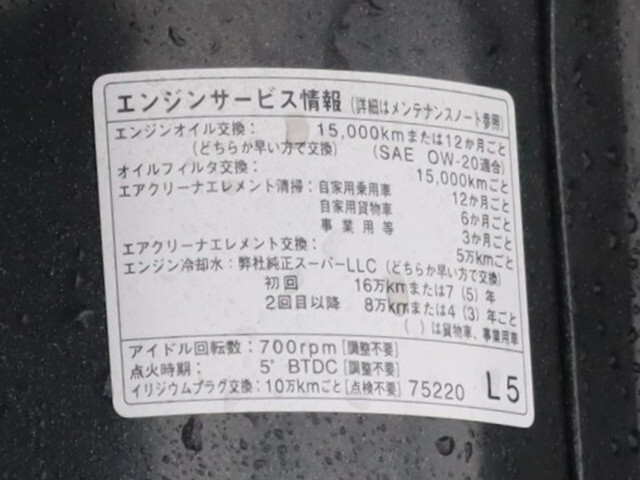 エンジンサービス情報 (詳細はメンテナンスノート参照)
エンジンオイル交換: 15,000kmまたは12か月ごと
(どちらか早い方で交換) (SAE 0W-20適合)
オイルフィルタ交換: 15,000kmごと
エアクリーナエレメント清掃: 自家用乗用車 12か月ごと
自家用貨物車 6か月ごと
事業用等 3か月ごと
エアクリーナエレメント交換: 5万kmごと
エンジン冷却水: 弊社純正スーパーLLC (どちらか早い方で交換)
初回 16万kmまたは7 (5) 年
2回目以降 8万kmまたは4 (3) 年ごと
( )は貨物車、事業用車
アイドル回転数: 700rpm [調整不要]
点火時期: 5° BTDC [調整不要]
イリジウムプラグ交換: 10万kmごと [点検不要] 75220 L5